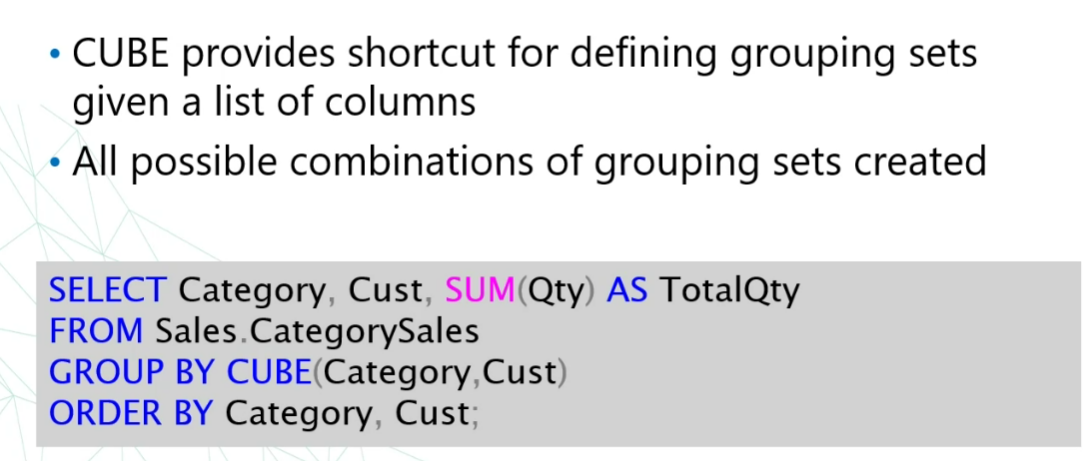 • CUBE provides shortcut for defining grouping sets
given a list of columns
• All possible combinations of grouping sets created
SELECT Category, Cust, SUM(Qty) AS TotalQty
FROM Sales.CategorySales
GROUP BY CUBE(Category,Cust)
ORDER BY Category, Cust;